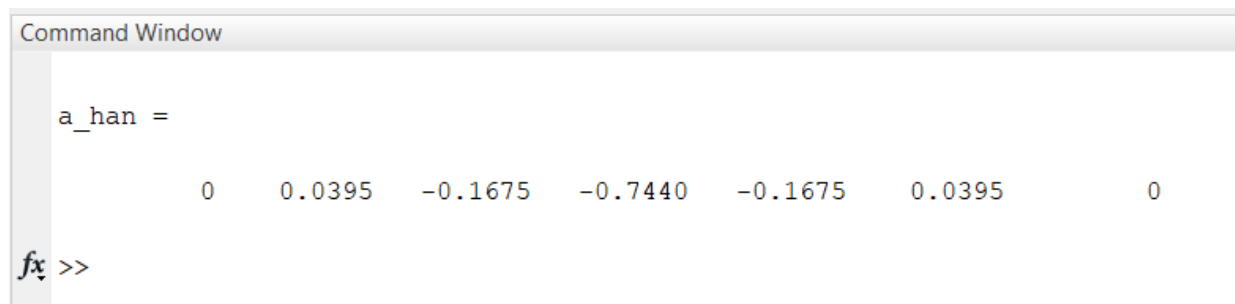 Command Window
a_han =
0 0.0395 -0.1675 -0.7440 -0.1675 0.0395 0
fx >>